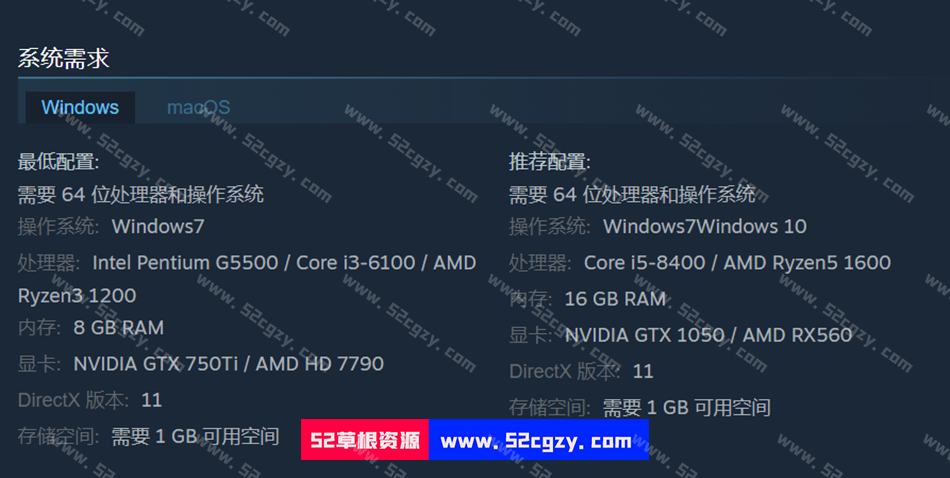 系统需求
Windows
macOS
最低配置:
需要 64 位处理器和操作系统
操作系统: Windows7
处理器: Intel Pentium G5500 / Core i3-6100 / AMD
Ryzen3 1200
内存: 8 GB RAM
显卡: NVIDIA GTX 750Ti / AMD HD 7790
DirectX 版本: 11
存储空间: 需要 1 GB 可用空间
推荐配置:
需要 64 位处理器和操作系统
操作系统: Windows7Windows 10
处理器: Core i5-8400 / AMD Ryzen5 1600
内存: 16 GB RAM
显卡: NVIDIA GTX 1050 / AMD RX560
DirectX 版本: 11
存储空间: 需要 1 GB 可用空间
52草根资源 www.52cgzy.com
www.52cgzy.com